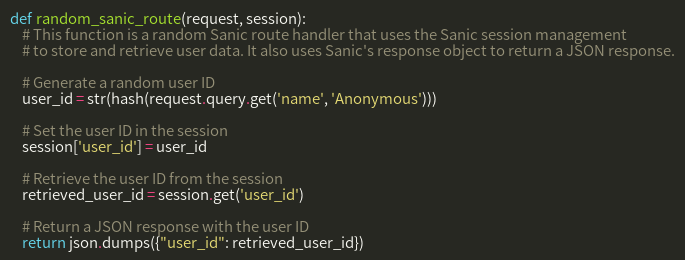 def random_sanic_route(request, session):
    # This function is a random Sanic route handler that uses the Sanic session management
    # to store and retrieve user data. It also uses Sanic's response object to return a JSON response.

    # Generate a random user ID
    user_id = str(hash(request.query.get('name', 'Anonymous')))

    # Set the user ID in the session
    session['user_id'] = user_id

    # Retrieve the user ID from the session
    retrieved_user_id = session.get('user_id')

    # Return a JSON response with the user ID
    return json.dumps({"user_id": retrieved_user_id})